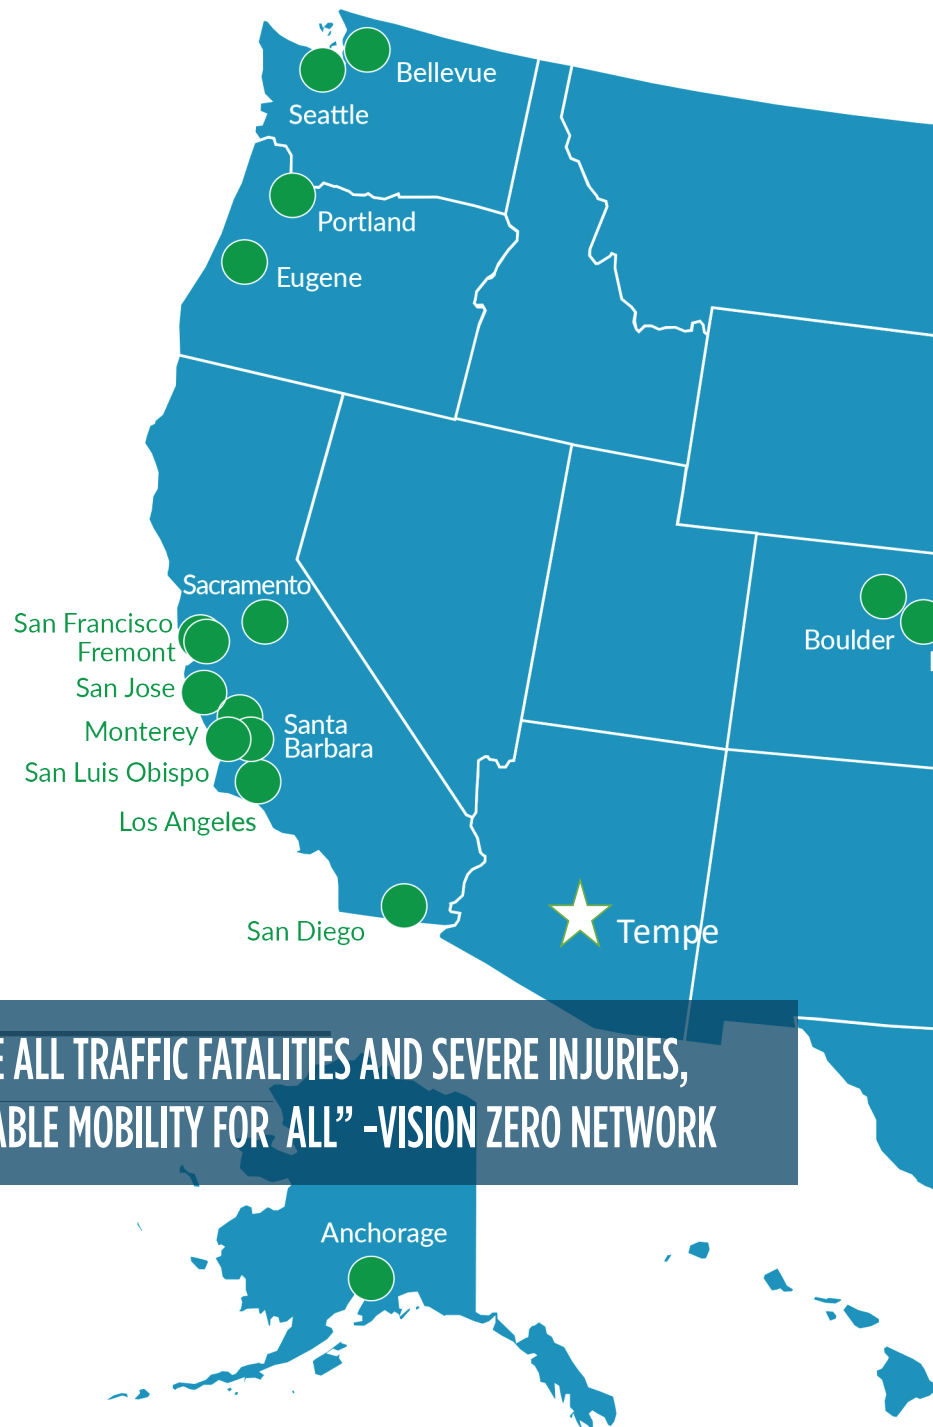 Bellevue
Seattle
Portland
Eugene
Sacramento
San Francisco
Fremont
San Jose
Monterey
Santa
Barbara
San Luis Obispo
Los Angeles
San Diego
Boulder
Tempe
ALL TRAFFIC FATALITIES AND SEVERE INJURIES,
MOBILITY FOR ALL” -VISION ZERO NETWORK
Anchorage